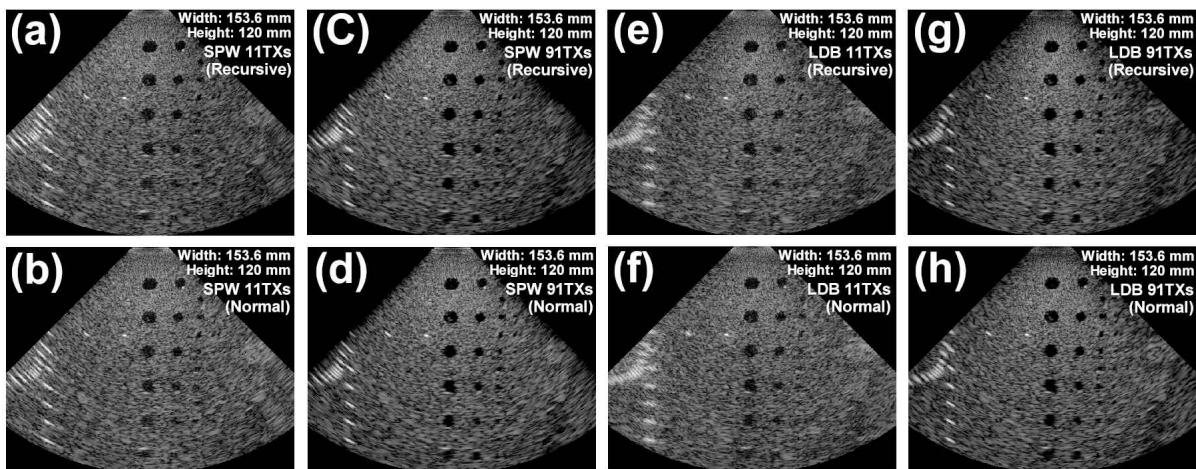 (a)
Width: 153.6 mm
Height: 120 mm
SPW 11TXs
(Recursive)
(C)
Width: 153.6 mm
Height: 120 mm
SPW 91TXs
(Recursive)
(e)
Width: 153.6 mm
Height: 120 mm
LDB 11TXs
(Recursive)
(g)
Width: 153.6 mm
Height: 120 mm
LDB 91TXs
(Recursive)
(b)
Width: 153.6 mm
Height: 120 mm
SPW 11TXs
(Normal)
(d)
Width: 153.6 mm
Height: 120 mm
SPW 91TXs
(Normal)
(f)
Width: 153.6 mm
Height: 120 mm
LDB 11TXs
(Normal)
(h)
Width: 153.6 mm
Height: 120 mm
LDB 91TXs
(Normal)